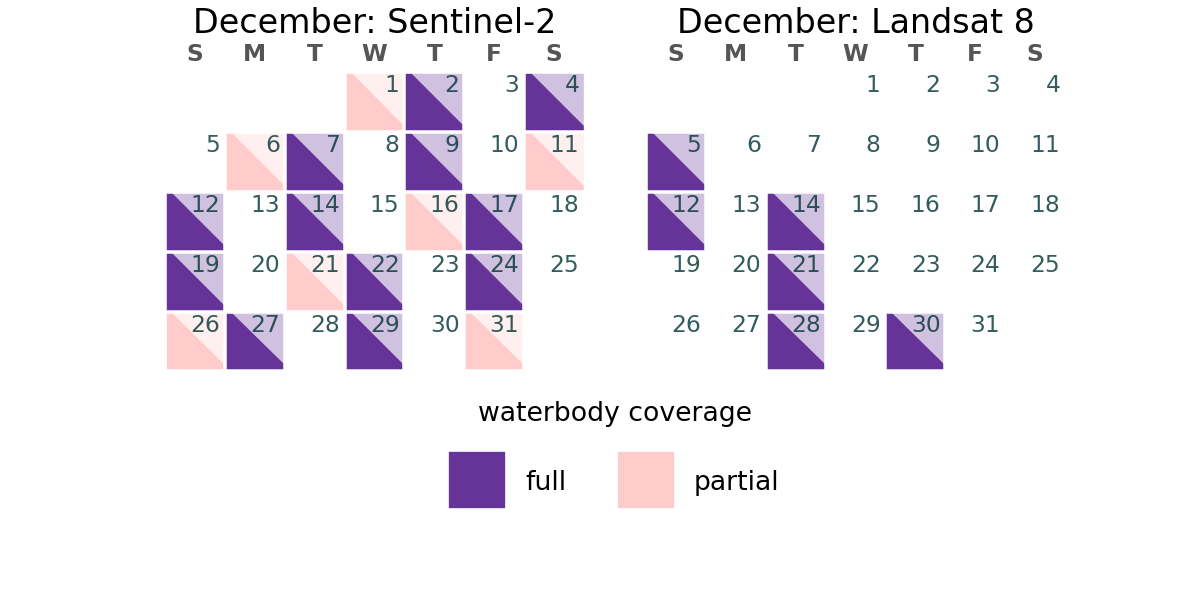 December: Sentinel-2
S M T W T F S
1 2 3 4
5 6 7 8 9 10 11
12 13 14 15 16 17 18
19 20 21 22 23 24 25
26 27 28 29 30 31
December: Landsat 8
S M T W T F S
1 2 3 4
5 6 7 8 9 10 11
12 13 14 15 16 17 18
19 20 21 22 23 24 25
26 27 28 29 30 31
waterbody coverage
full partial